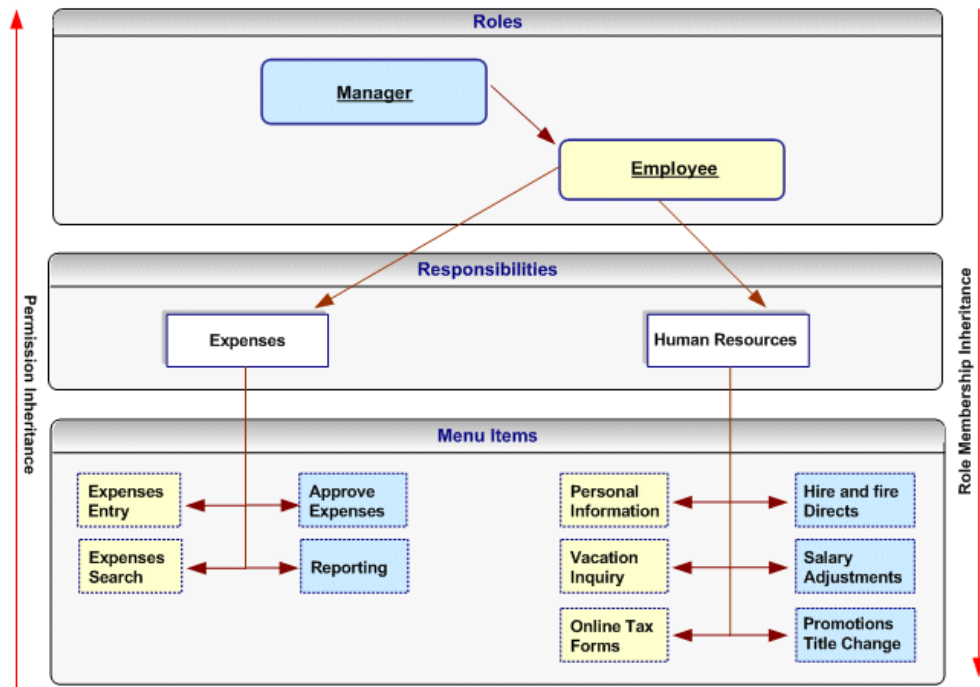 Roles
Manager
Employee
Responsibilities
Expenses
Human Resources
Menu Items
Expenses
Entry
Approve
Expenses
Expenses
Search
Reporting
Personal
Information
Hire and fire
Directs
Vacation
Inquiry
Salary
Adjustments
Online Tax
Forms
Promotions
Title Change
Permission Inheritance
Role Membership Inheritance